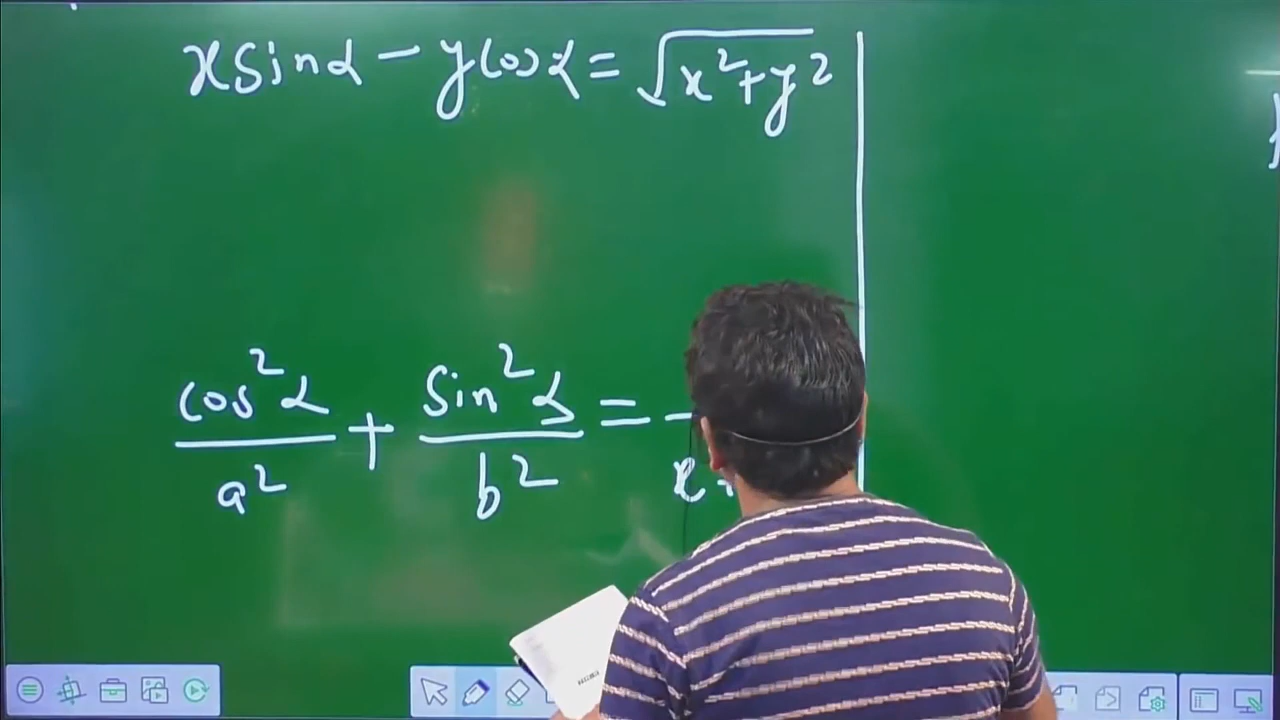 x sin α − y cos α = √x² + y²
cos²α/a² + sin²α/b² =